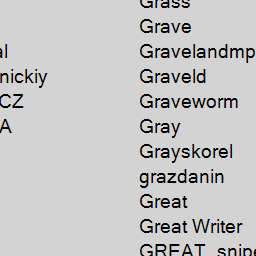 Grass
Grave
al
Gravelandmp
nickiy
Graveld
CZ
Graveworm
A
Gray
Grayskorel
grazdanin
Great
Great Writer
GREAT_snipe